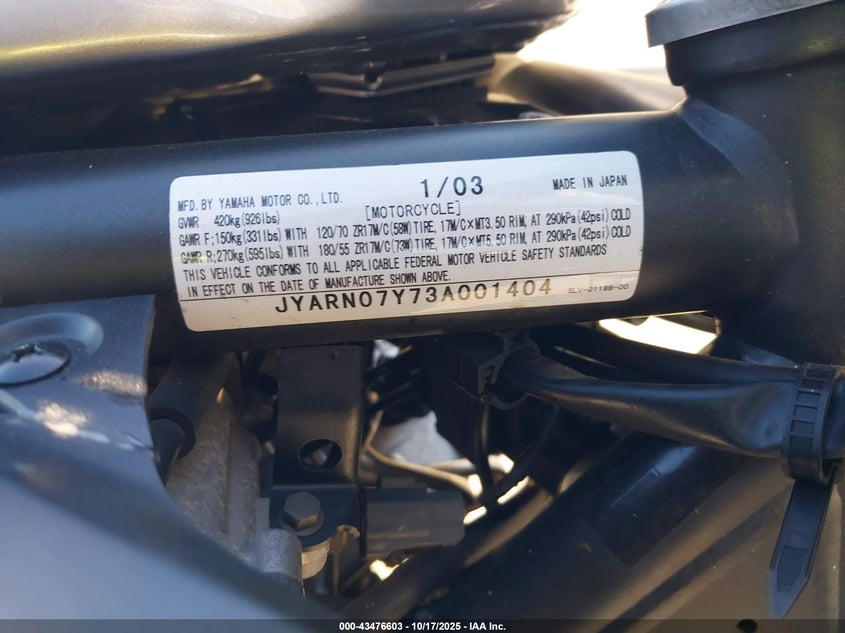 MFD. BY YAMAHA MOTOR CO.,LTD. 1/03 MADE IN JAPAN
GVWR 420kg(926lbs) [MOTORCYCLE]
GAWR F;150kg(331lbs)WITH 120/70 ZR17M/C(58W)TIRE, 17M/C×MT3.50 RIM, AT 290kPa(42psi)COLD
GAWR R;270kg(595lbs)WITH 180/55 ZR17M/C(73W)TIRE, 17M/C×MT5.50 RIM, AT 290kPa(42psi)COLD
THIS VEHICLE CONFORMS TO ALL APPLICABLE FEDERAL MOTOR VEHICLE SAFETY STANDARDS
IN EFFECT ON THE DATE OF MANUFACTURE SHOWN ABOVE.
JYARN07Y73A001404 5LV-2118B-00
000-43476603 - 10/17/2025 - IAA Inc.